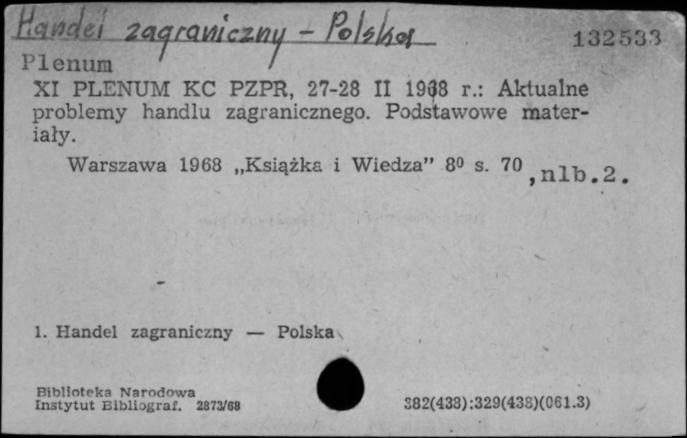 Handel zagraniczny - Polska
132533
Plenum
XI PLENUM KC PZPR, 27-28 II 1968 r.: Aktualne
problemy handlu zagranicznego. Podstawowe mater-
iały.
Warszawa 1968 „Książka i Wiedza” 8⁰ s. 70, nlb.2.
1. Handel zagraniczny — Polska
Biblioteka Narodowa
Instytut Bibliograf. 2873/68
382(438):329(438)(061.3)